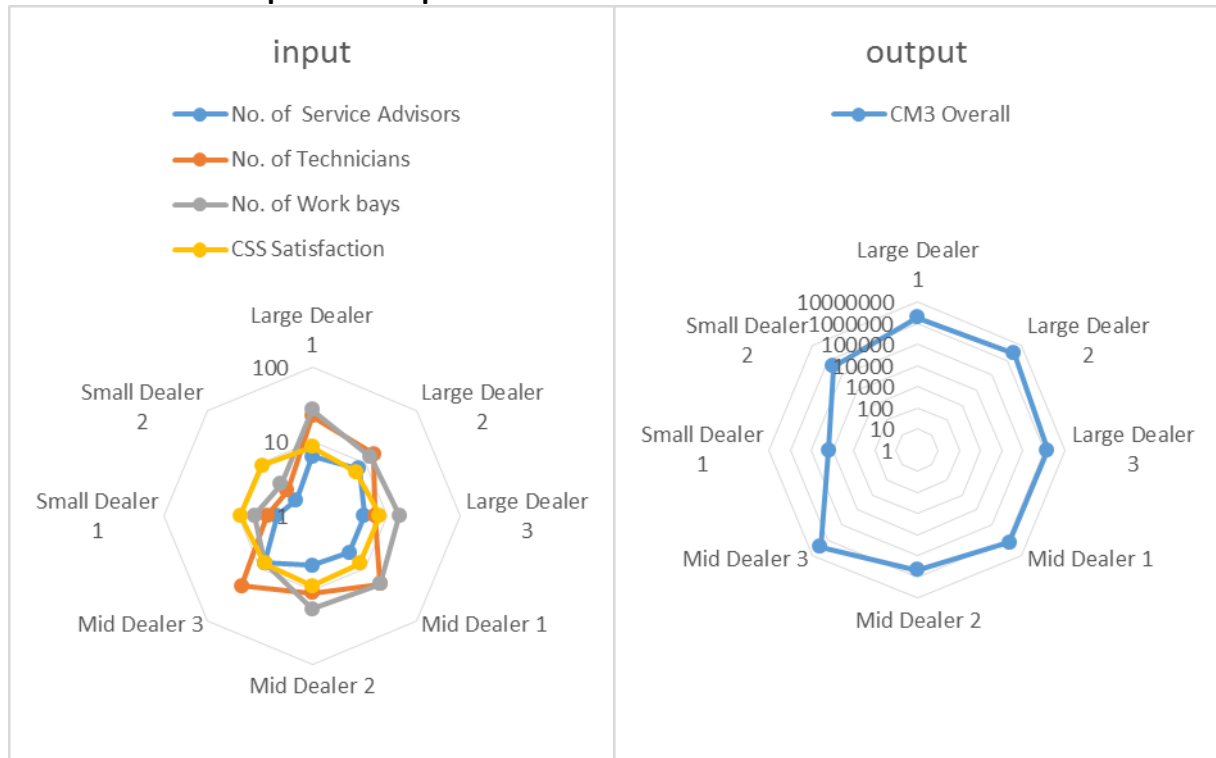 input
No. of Service Advisors
No. of Technicians
No. of Work bays
CSS Satisfaction
Large Dealer
1
Large Dealer
2
Large Dealer
3
Mid Dealer 1
Mid Dealer 2
Mid Dealer 3
Small Dealer
1
Small Dealer
2
100
10
1
output
CM3 Overall
Large Dealer
1
Large Dealer
2
Large Dealer
3
Mid Dealer 1
Mid Dealer 2
Mid Dealer 3
Small Dealer
1
Small Dealer
2
10000000
1000000
100000
10000
1000
100
10
1